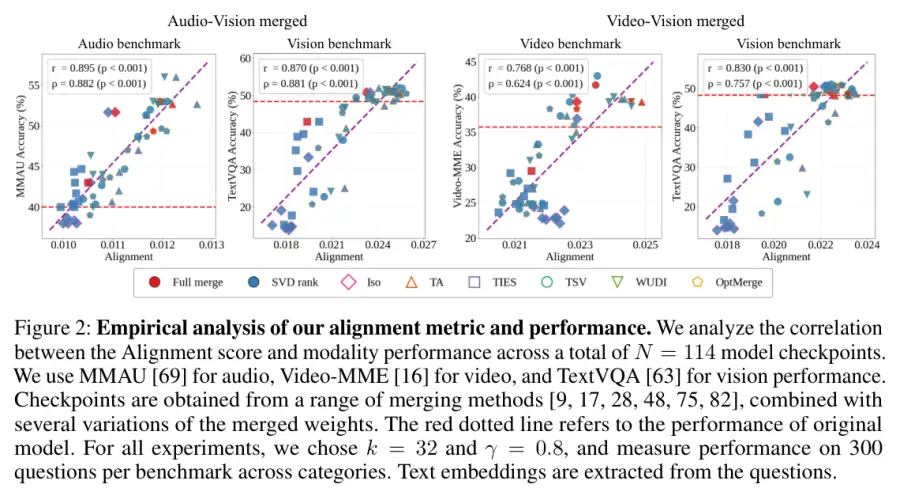 Audio-Vision merged
Video-Vision merged
Audio benchmark
Vision benchmark
Video benchmark
Vision benchmark
r = 0.895 (p < .001)
ρ = 0.882 (p < .001)
MMAU Accuracy (%)
55
50
45
40
0.010 0.011 0.012 0.013
Alignment
r = 0.870 (p < .001)
ρ = 0.881 (p < .001)
TextVQA Accuracy (%)
60
50
40
30
20
0.018 0.021 0.024 0.027
Alignment
r = 0.768 (p < .001)
ρ = 0.624 (p < .001)
Video-MME Accuracy (%)
45
40
35
30
25
20
0.021 0.023 0.025
Alignment
r = 0.830 (p < .001)
ρ = 0.757 (p < .001)
TextVQA Accuracy (%)
50
40
30
20
0.018 0.020 0.022 0.024
Alignment
Full merge SVD rank Iso TA TIES TSV WUDI OptMerge
Figure 2: Empirical analysis of our alignment metric and performance. We analyze the correlation
between the Alignment score and modality performance across a total of N = 114 model checkpoints.
We use MMAU [69] for audio, Video-MME [16] for video, and TextVQA [63] for vision performance.
Checkpoints are obtained from a range of merging methods [9, 17, 28, 48, 75, 82], combined with
several variations of the merged weights. The red dotted line refers to the performance of original
model. For all experiments, we chose k = 32 and γ = 0.8, and measure performance on 300
questions per benchmark across categories. Text embeddings are extracted from the questions.